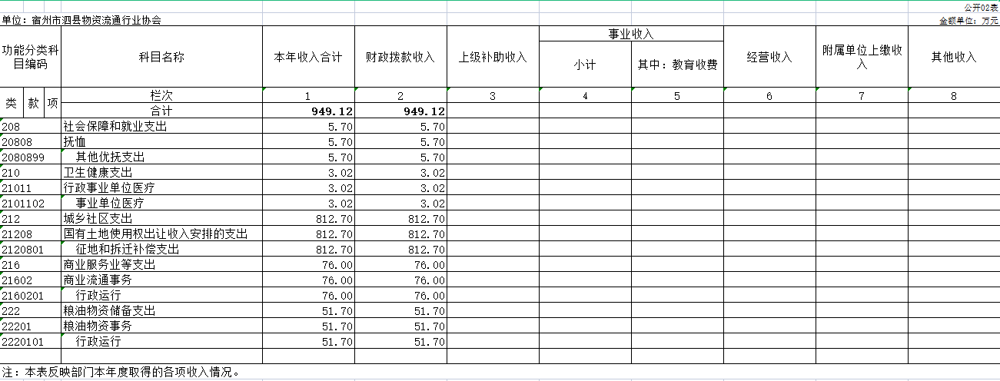 公开02表
单位：宿州市泗县物资流通行业协会 金额单位：万元
功能分类科目编码 科目名称 本年收入合计 财政拨款收入 上级补助收入 事业收入 经营收入 附属单位上缴收入 其他收入
小计 其中：教育收费
类 款 项 栏次 1 2 3 4 5 6 7 8
合计 949.12 949.12
208 社会保障和就业支出 5.70 5.70
20808 抚恤 5.70 5.70
2080899 其他优抚支出 5.70 5.70
210 卫生健康支出 3.02 3.02
21011 行政事业单位医疗 3.02 3.02
2101102 事业单位医疗 3.02 3.02
212 城乡社区支出 812.70 812.70
21208 国有土地使用权出让收入安排的支出 812.70 812.70
2120801 征地和拆迁补偿支出 812.70 812.70
216 商业服务业等支出 76.00 76.00
21602 商业流通事务 76.00 76.00
2160201 行政运行 76.00 76.00
222 粮油物资储备支出 51.70 51.70
22201 粮油物资事务 51.70 51.70
2220101 行政运行 51.70 51.70
注：本表反映部门本年度取得的各项收入情况。